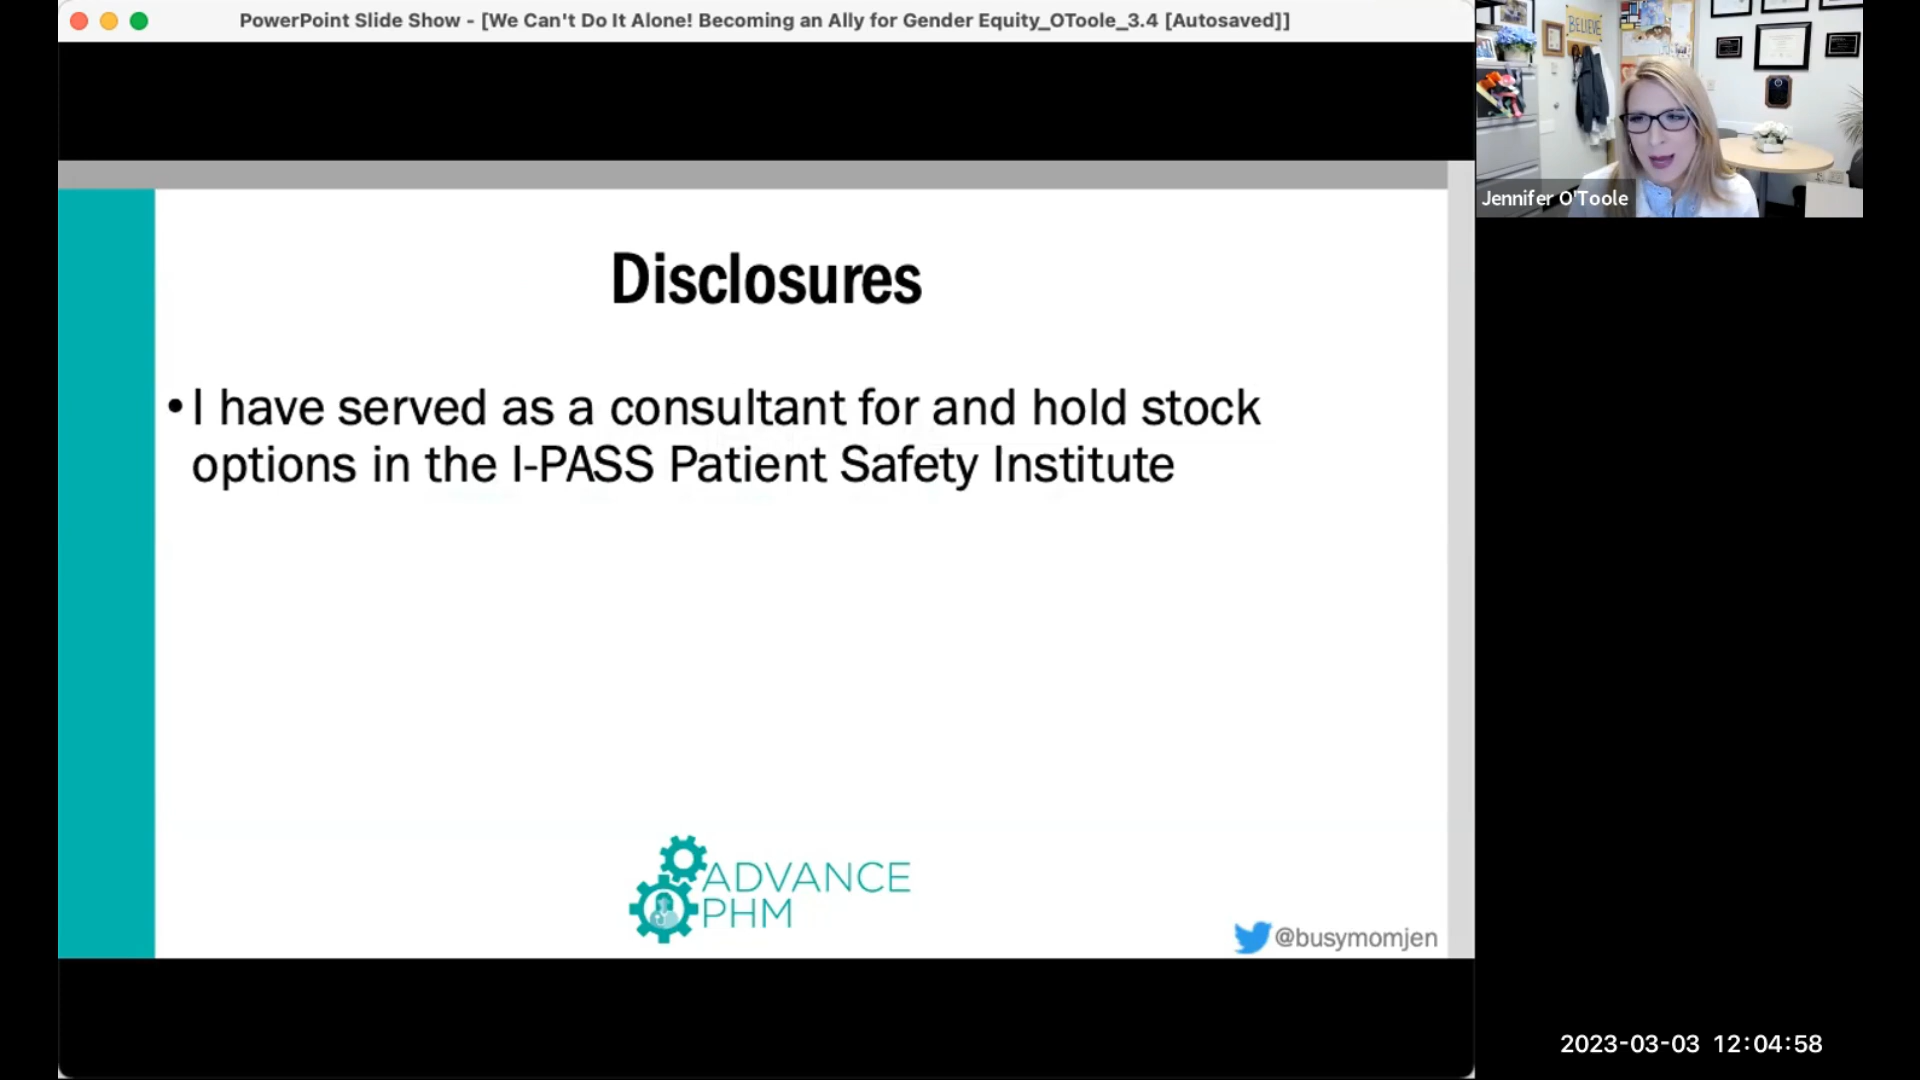 PowerPoint Slide Show - [We Can't Do It Alone! Becoming an Ally for Gender Equity_OToole_3.4 [Autosaved]]
BELIEVE
Jennifer O'Toole
Disclosures
•I have served as a consultant for and hold stock
options in the I-PASS Patient Safety Institute
ADVANCE
PHM
@busymomjen
2023-03-03 12:04:58